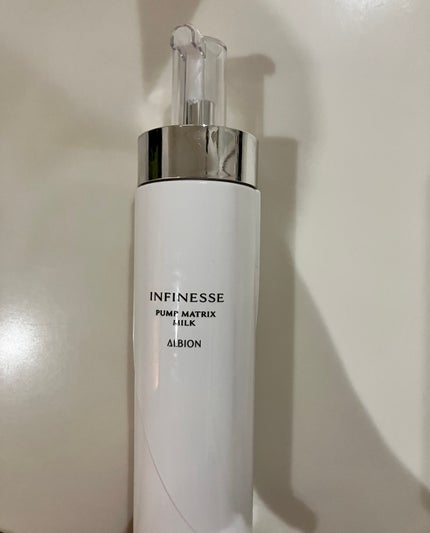 INFINESSE
PUMP MATRIX
MILK
ALBION